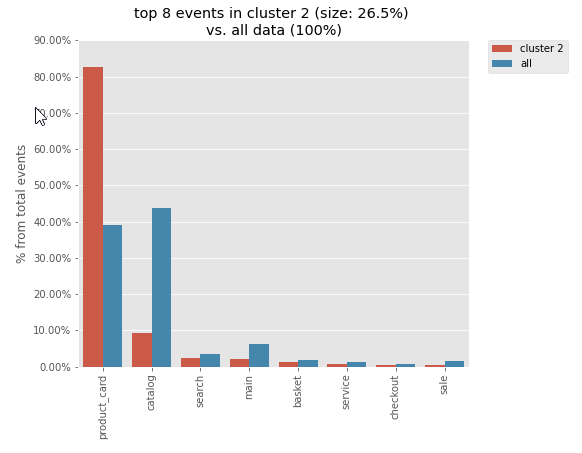 top 8 events in cluster 2 (size: 26.5%)
vs. all data (100%)
cluster 2
all
% from total events
90.00%
80.00%
70.00%
60.00%
50.00%
40.00%
30.00%
20.00%
10.00%
0.00%
product_card
catalog
search
main
basket
service
checkout
sale